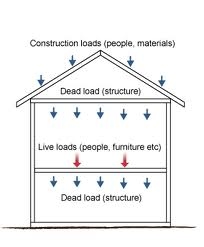 Construction loads (people, materials)
Dead load (structure)
Live loads (people, furniture etc)
Dead load (structure)